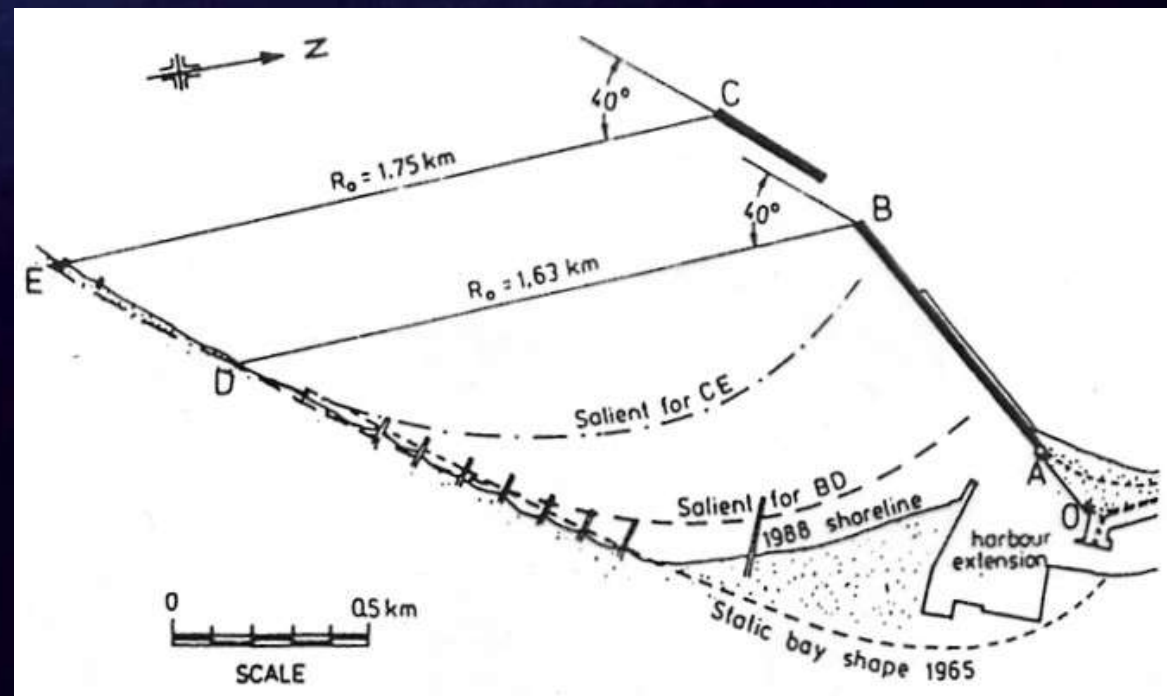 N
C
40°
R₀ = 1.75 km
B
40°
E
R₀ = 1.63 km
D
Salient for CE
Salient for BD
1988 shoreline
A
O
harbour
extension
0 0.5 km
SCALE
Static bay shape 1965